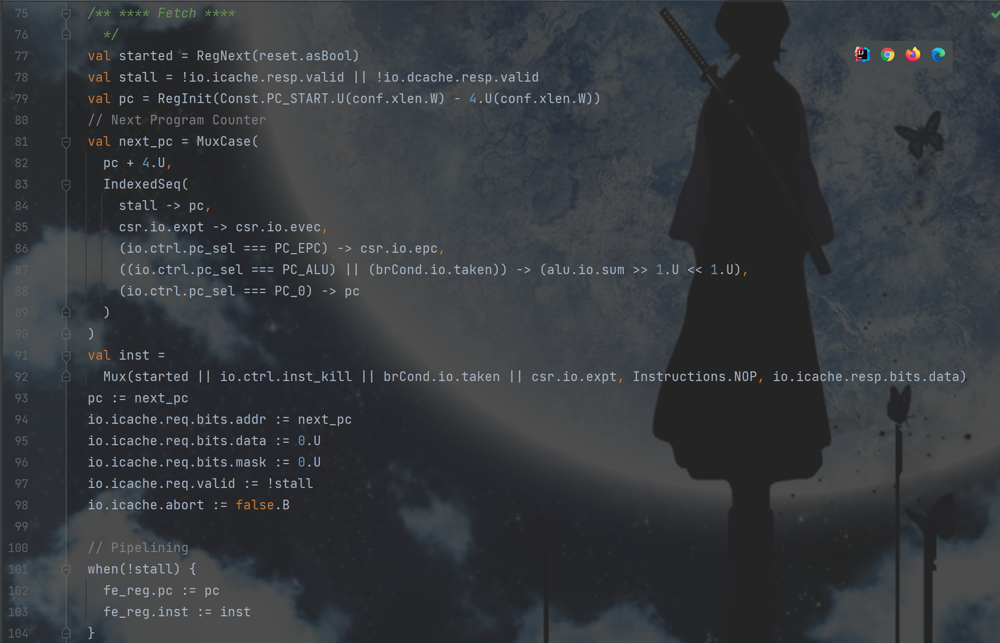 75 /** **** Fetch ****
76 */
77 val started = RegNext(reset.asBool)
78 val stall = !io.icache.resp.valid || !io.dcache.resp.valid
79 val pc = RegInit(Const.PC_START.U(conf.xlen.W) - 4.U(conf.xlen.W))
80 // Next Program Counter
81 val next_pc = MuxCase(
82 pc + 4.U,
83 IndexedSeq(
84 stall -> pc,
85 csr.io.expt -> csr.io.evec,
86 (io.ctrl.pc_sel === PC_EPC) -> csr.io.epc,
87 ((io.ctrl.pc_sel === PC_ALU) || (brCond.io.taken)) -> (alu.io.sum >> 1.U << 1.U),
88 (io.ctrl.pc_sel === PC_0) -> pc
89 )
90 )
91 val inst =
92 Mux(started || io.ctrl.inst_kill || brCond.io.taken || csr.io.expt, Instructions.NOP, io.icache.resp.bits.data)
93 pc := next_pc
94 io.icache.req.bits.addr := next_pc
95 io.icache.req.bits.data := 0.U
96 io.icache.req.bits.mask := 0.U
97 io.icache.req.valid := !stall
98 io.icache.abort := false.B
99
100 // Pipelining
101 when(!stall) {
102 fe_reg.pc := pc
103 fe_reg.inst := inst
104 }